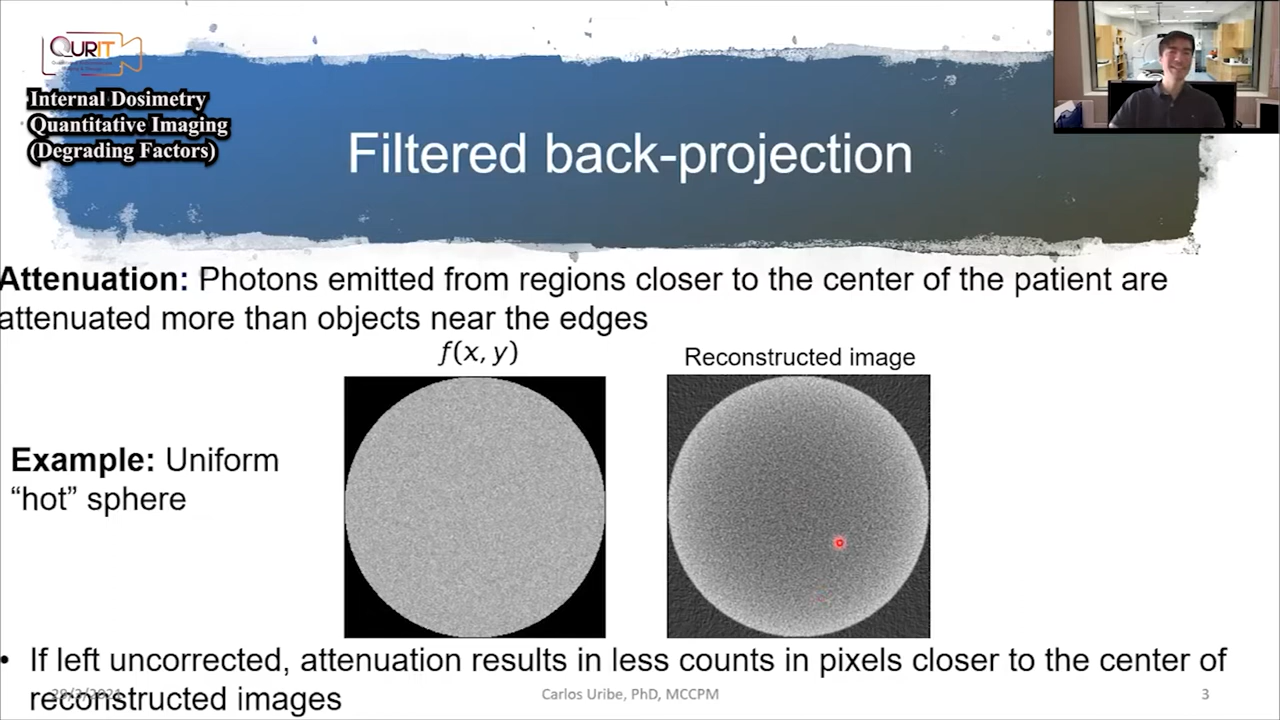 QURIT
Internal Dosimetry
Quantitative Imaging
(Degrading Factors)
Filtered back-projection
Attenuation: Photons emitted from regions closer to the center of the patient are
attenuated more than objects near the edges
f(x, y)
Reconstructed image
Example: Uniform
“hot” sphere
• If left uncorrected, attenuation results in less counts in pixels closer to the center of
reconstructed images
Carlos Uribe, PhD, MCCPM
3